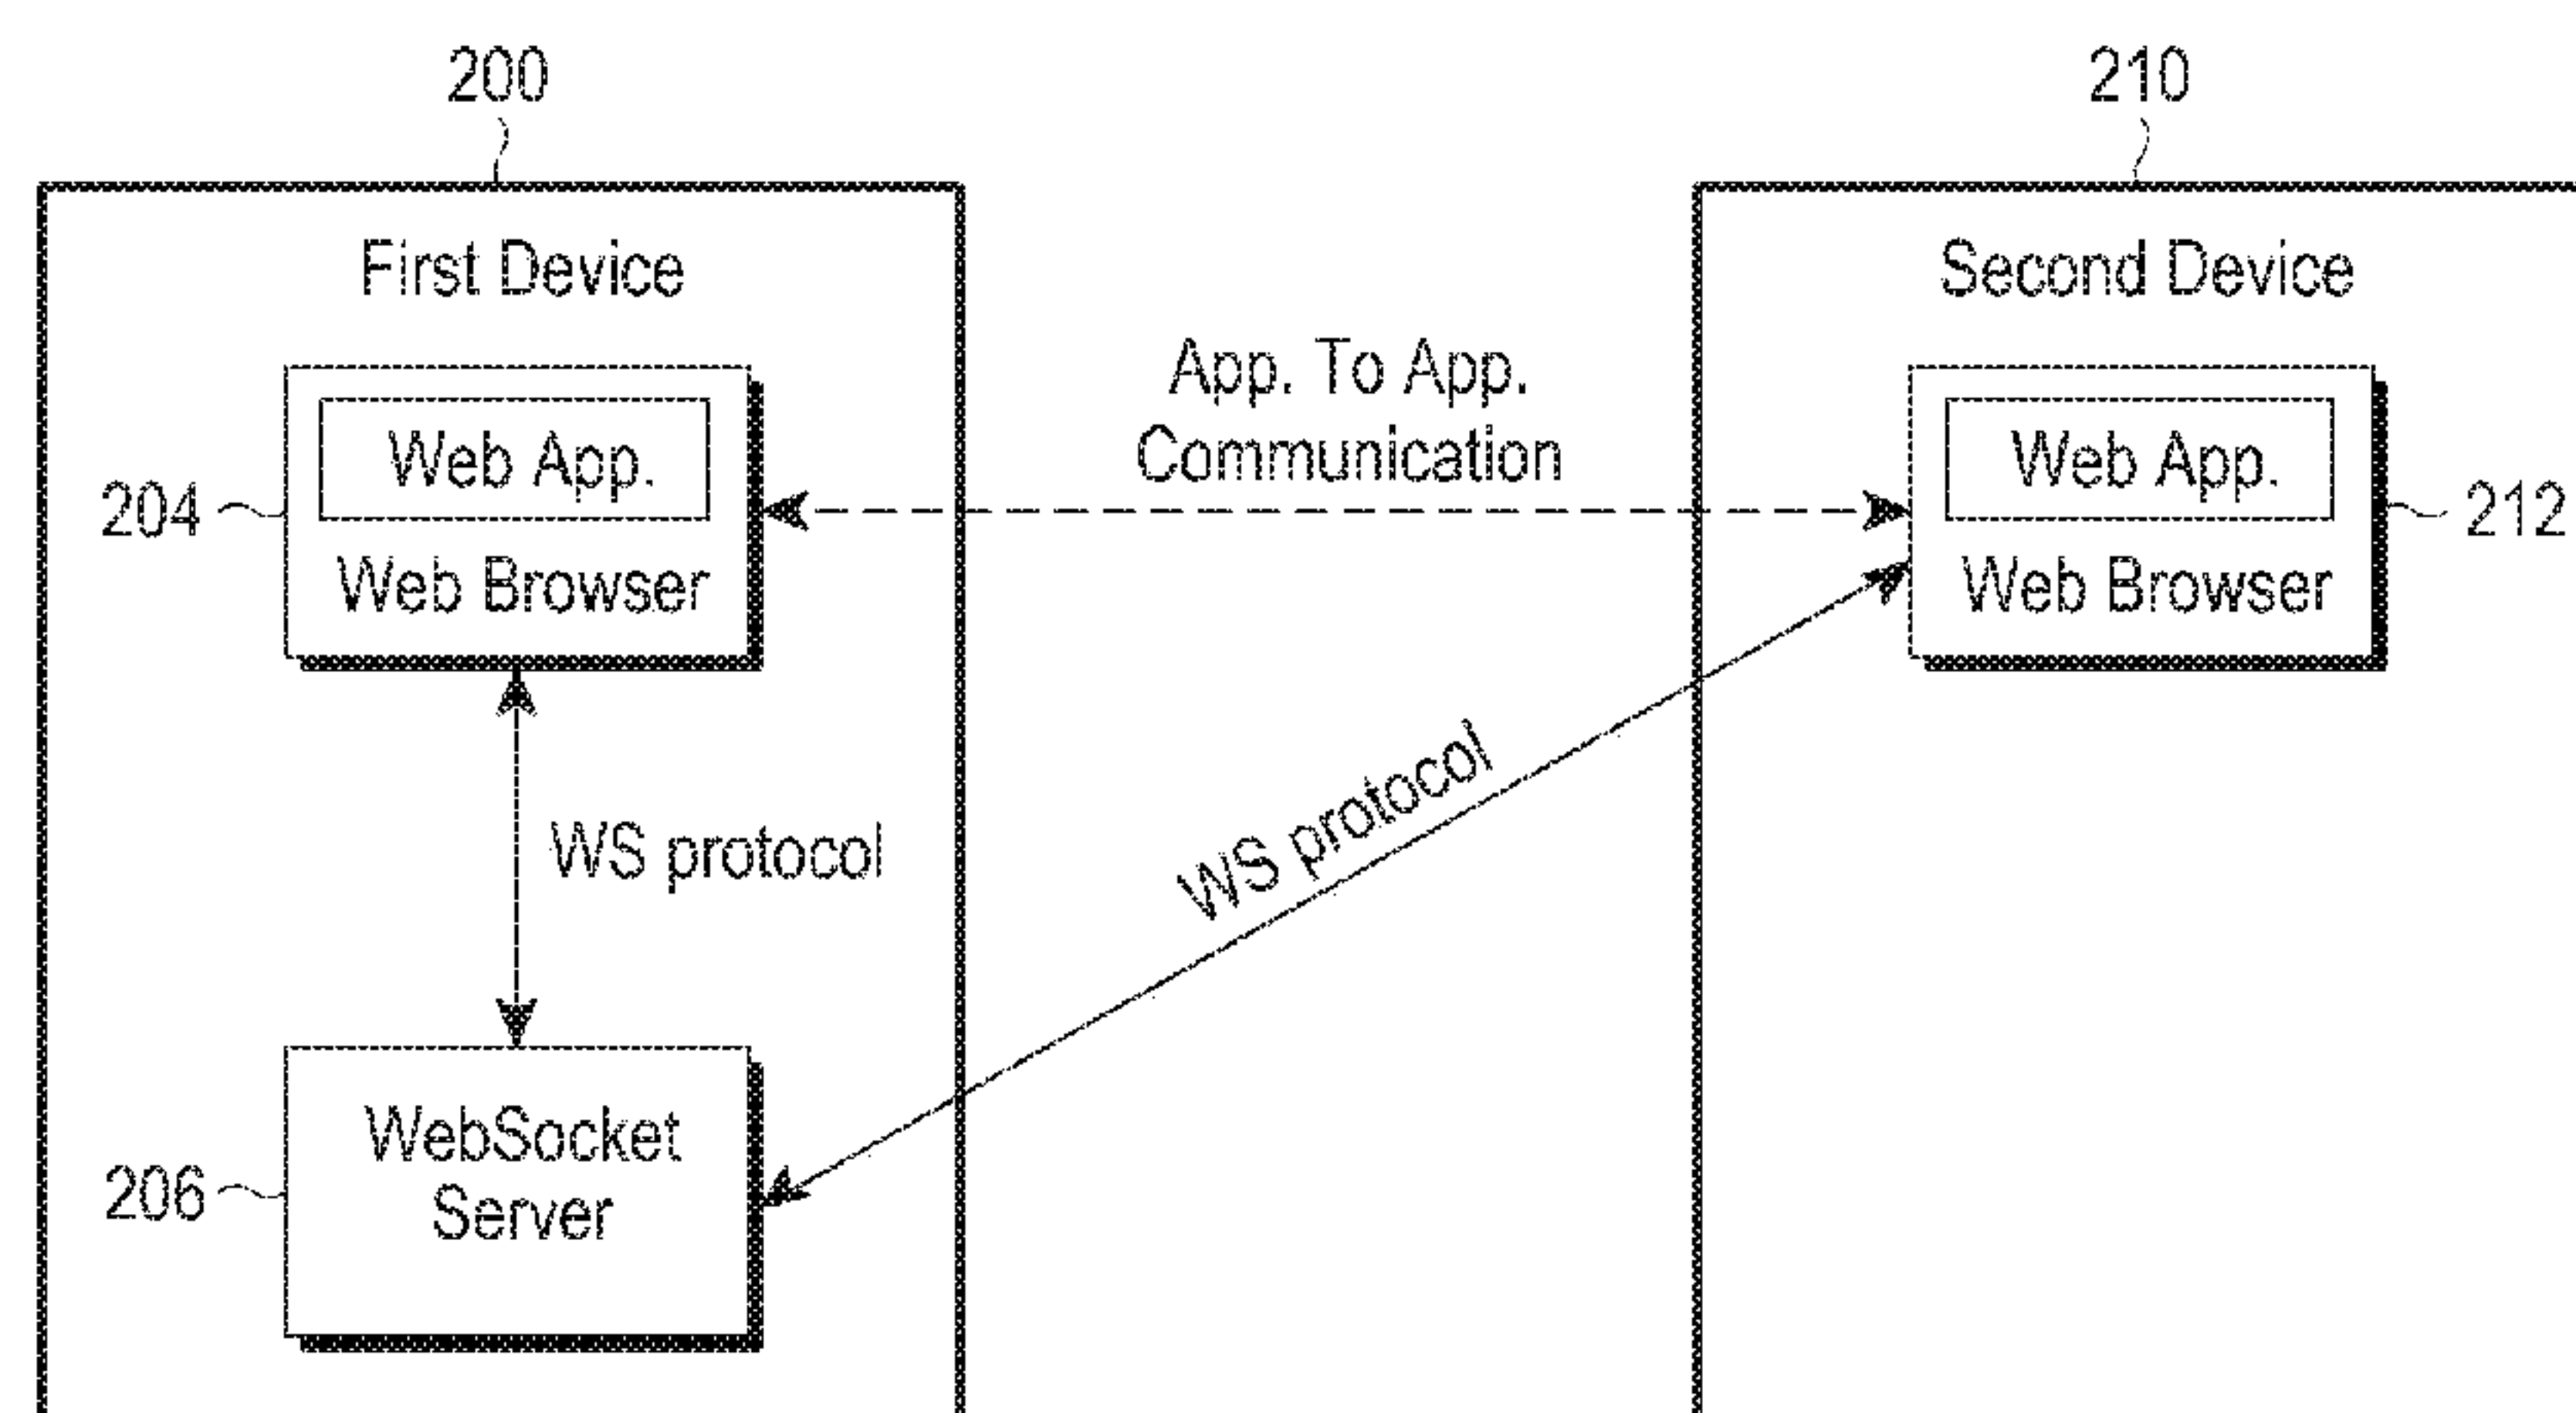 200
210
First Device
Second Device
App. To App.
Communication
Web App.
Web App.
204
212
Web Browser
Web Browser
WS protocol
WS protocol
WebSocket
Server
206